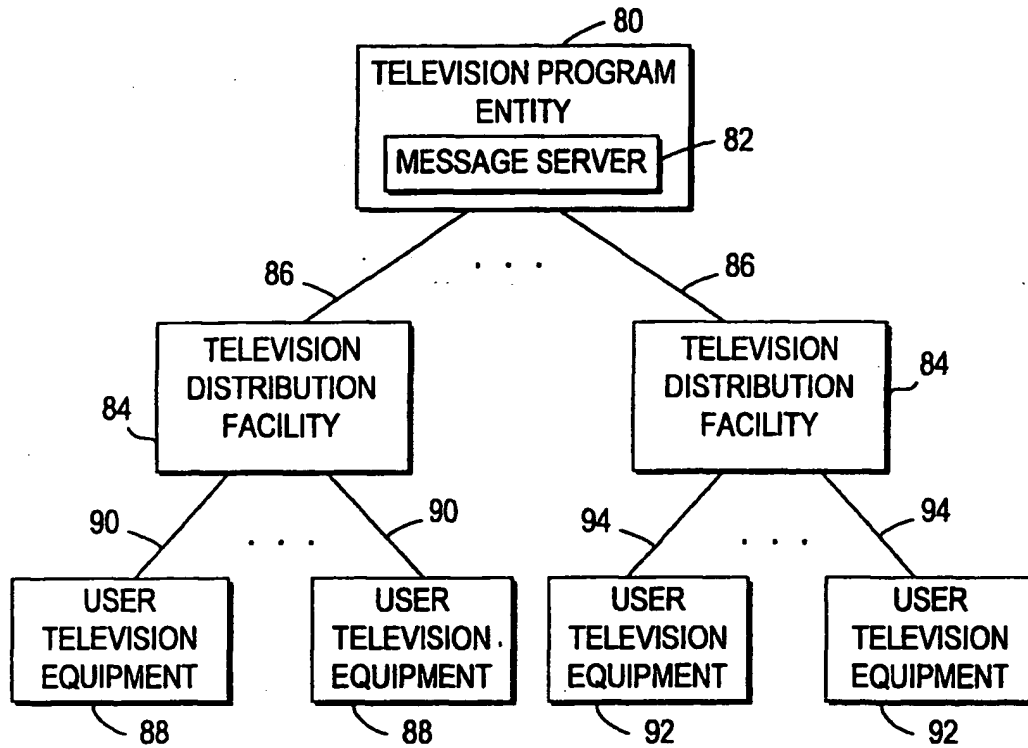 80
TELEVISION PROGRAM
ENTITY
82
MESSAGE SERVER
86
86
TELEVISION
DISTRIBUTION
FACILITY
84
TELEVISION
DISTRIBUTION
FACILITY
84
90
90
94
94
USER
TELEVISION
EQUIPMENT
88
USER
TELEVISION
EQUIPMENT
88
USER
TELEVISION
EQUIPMENT
92
USER
TELEVISION
EQUIPMENT
92